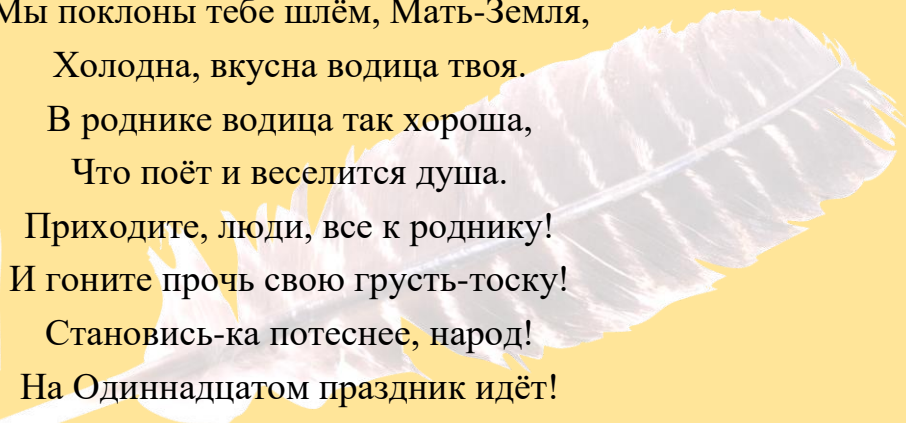 Мы поклоны тебе шлём, Мать-Земля,
Холодна, вкусна водица твоя.
В роднике водица так хороша,
Что поёт и веселится душа.
Приходите, люди, все к роднику!
И гоните прочь свою грусть-тоску!
Становись-ка потеснее, народ!
На Одиннадцатом праздник идёт!